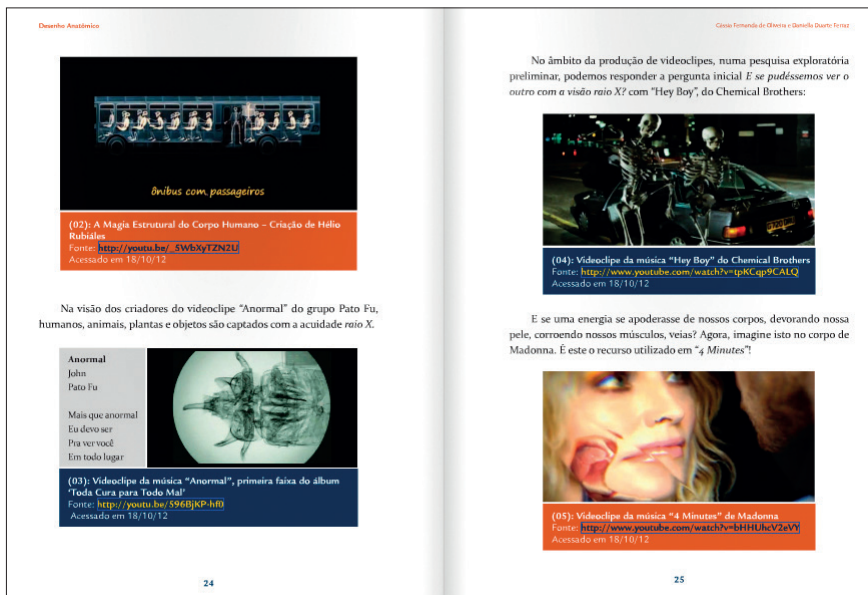 Desenho Anatômico
ônibus com passageiros
(02): A Magia Estrutural do Corpo Humano – Criação de Hélio
Rubiáles
Fonte: http://youtu.be/_5WbXyTZN2U
Acessado em 18/10/12
Na visão dos criadores do videoclipe “Anormal” do grupo Pato Fu,
humanos, animais, plantas e objetos são captados com a acuidade raio X.
Anormal
John
Pato Fu
Mais que anormal
Eu devo ser
Pra ver você
Em todo lugar
(03): Videoclipe da música “Anormal”, primeira faixa do álbum
‘Toda Cura para Todo Mal’
Fonte: http://youtu.be/S96BjKP-hf0
Acessado em 18/10/12
24
Cássia Fernanda de Oliveira e Daniella Duarte Ferraz
No âmbito da produção de videoclipes, numa pesquisa exploratória
preliminar, podemos responder a pergunta inicial E se pudéssemos ver o
outro com a visão raio X? com “Hey Boy”, do Chemical Brothers:
(04): Videoclipe da música “Hey Boy” do Chemical Brothers
Fonte: http://www.youtube.com/watch?v=tpKCqp9CALQ
Acessado em 18/10/12
E se uma energia se apoderasse de nossos corpos, devorando nossa
pele, corroendo nossos músculos, veias? Agora, imagine isto no corpo de
Madonna. É este o recurso utilizado em “4 Minutes”!
(05): Videoclipe da música “4 Minutes” de Madonna
Fonte: http://www.youtube.com/watch?v=bHHUhcV2eVY
Acessado em 18/10/12
25